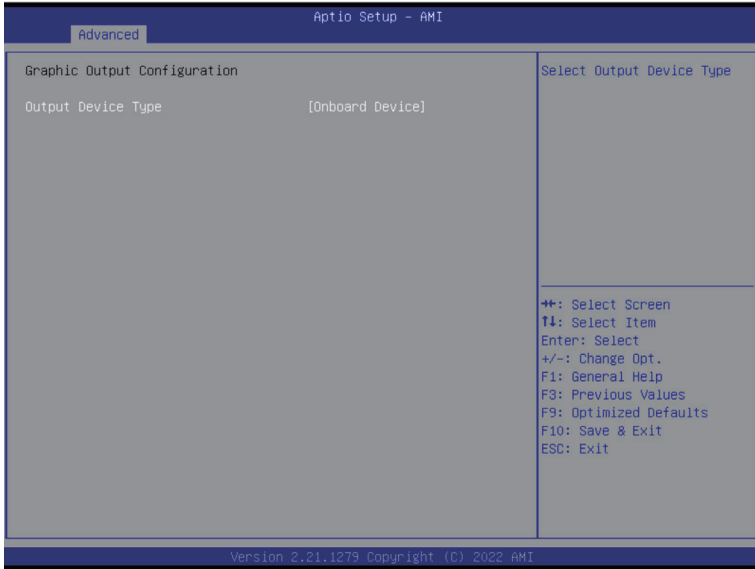 Aptio Setup - AMI
Advanced
Graphic Output Configuration
Output Device Type [Onboard Device]
Select Output Device Type
→←: Select Screen
↑↓: Select Item
Enter: Select
+/-: Change Opt.
F1: General Help
F3: Previous Values
F9: Optimized Defaults
F10: Save & Exit
ESC: Exit
Version 2.21.1279 Copyright (C) 2022 AMI